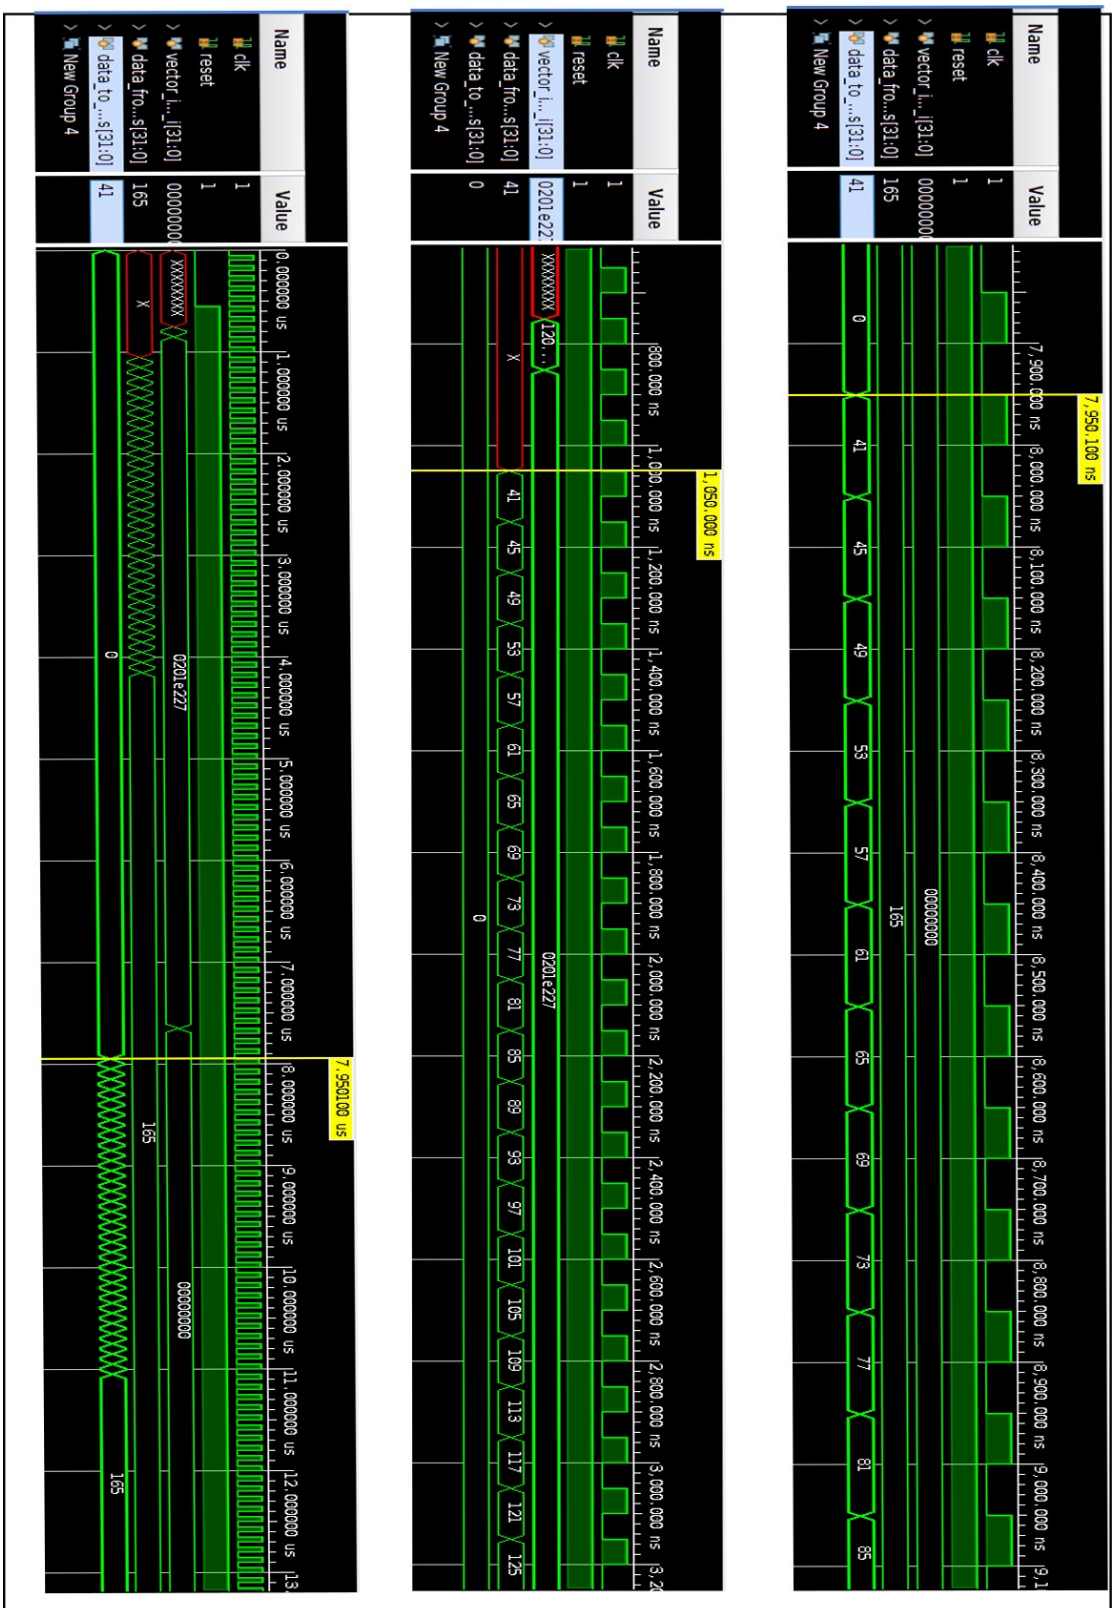 7,950.100 ns
Name
Value
7,900.000 ns
8,000.000 ns
8,100.000 ns
8,200.000 ns
8,300.000 ns
8,400.000 ns
8,500.000 ns
8,600.000 ns
8,700.000 ns
8,800.000 ns
8,900.000 ns
9,000.000 ns
9,1
clk
1
reset
1
vector_i..._i[31:0]
00000000
00000000
data_fro...s[31:0]
165
165
data_to_...s[31:0]
41
0
41
45
49
53
57
61
65
69
73
77
81
85
New Group 4
1,050.000 ns
Name
Value
800.000 ns
1,000.000 ns
1,200.000 ns
1,400.000 ns
1,600.000 ns
1,800.000 ns
2,000.000 ns
2,200.000 ns
2,400.000 ns
2,600.000 ns
2,800.000 ns
3,000.000 ns
3,20
clk
1
reset
1
vector_i..._i[31:0]
0201e22
XXXXXXXX
120...
0201e227
data_fro...s[31:0]
41
X
41
45
49
53
57
61
65
69
73
77
81
85
89
93
97
101
105
109
113
117
121
125
data_to_...s[31:0]
0
0
New Group 4
7.950100 us
Name
Value
0.000000 us
1.000000 us
2.000000 us
3.000000 us
4.000000 us
5.000000 us
6.000000 us
7.000000 us
8.000000 us
9.000000 us
10.000000 us
11.000000 us
12.000000 us
13.
clk
1
reset
1
vector_i..._i[31:0]
00000000
XXXXXXXX
0201e227
00000000
data_fro...s[31:0]
165
X
165
data_to_...s[31:0]
41
0
165
New Group 4